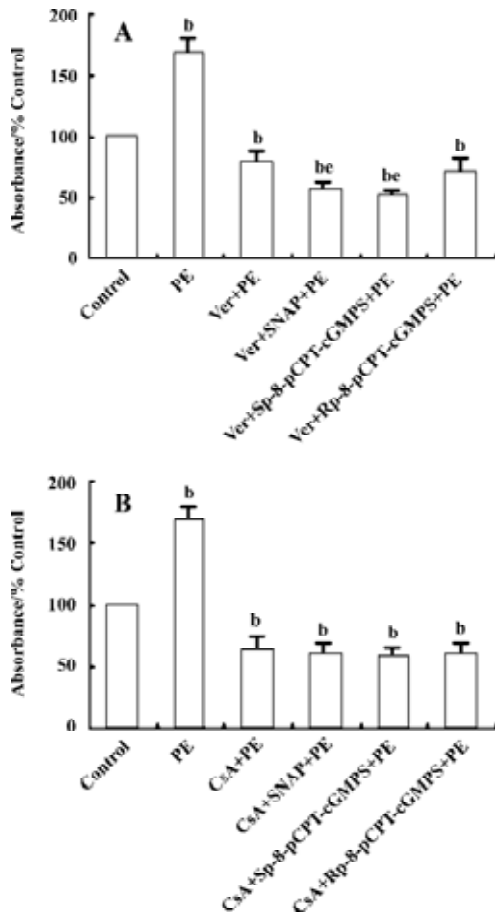 A
Absorbance/% Control
200
150
100
50
0
b
b
be
be
b
Control
PE
Ver+PE
Ver+SNAP+PE
Ver+Sp-8-pCPT-cGMPS+PE
Ver+Rp-8-pCPT-cGMPS+PE
B
Absorbance/% Control
200
150
100
50
0
b
b
b
b
b
Control
PE
CsA+PE
CsA+SNAP+PE
CsA+Sp-8-pCPT-cGMPS+PE
CsA+Rp-8-pCPT-cGMPS+PE